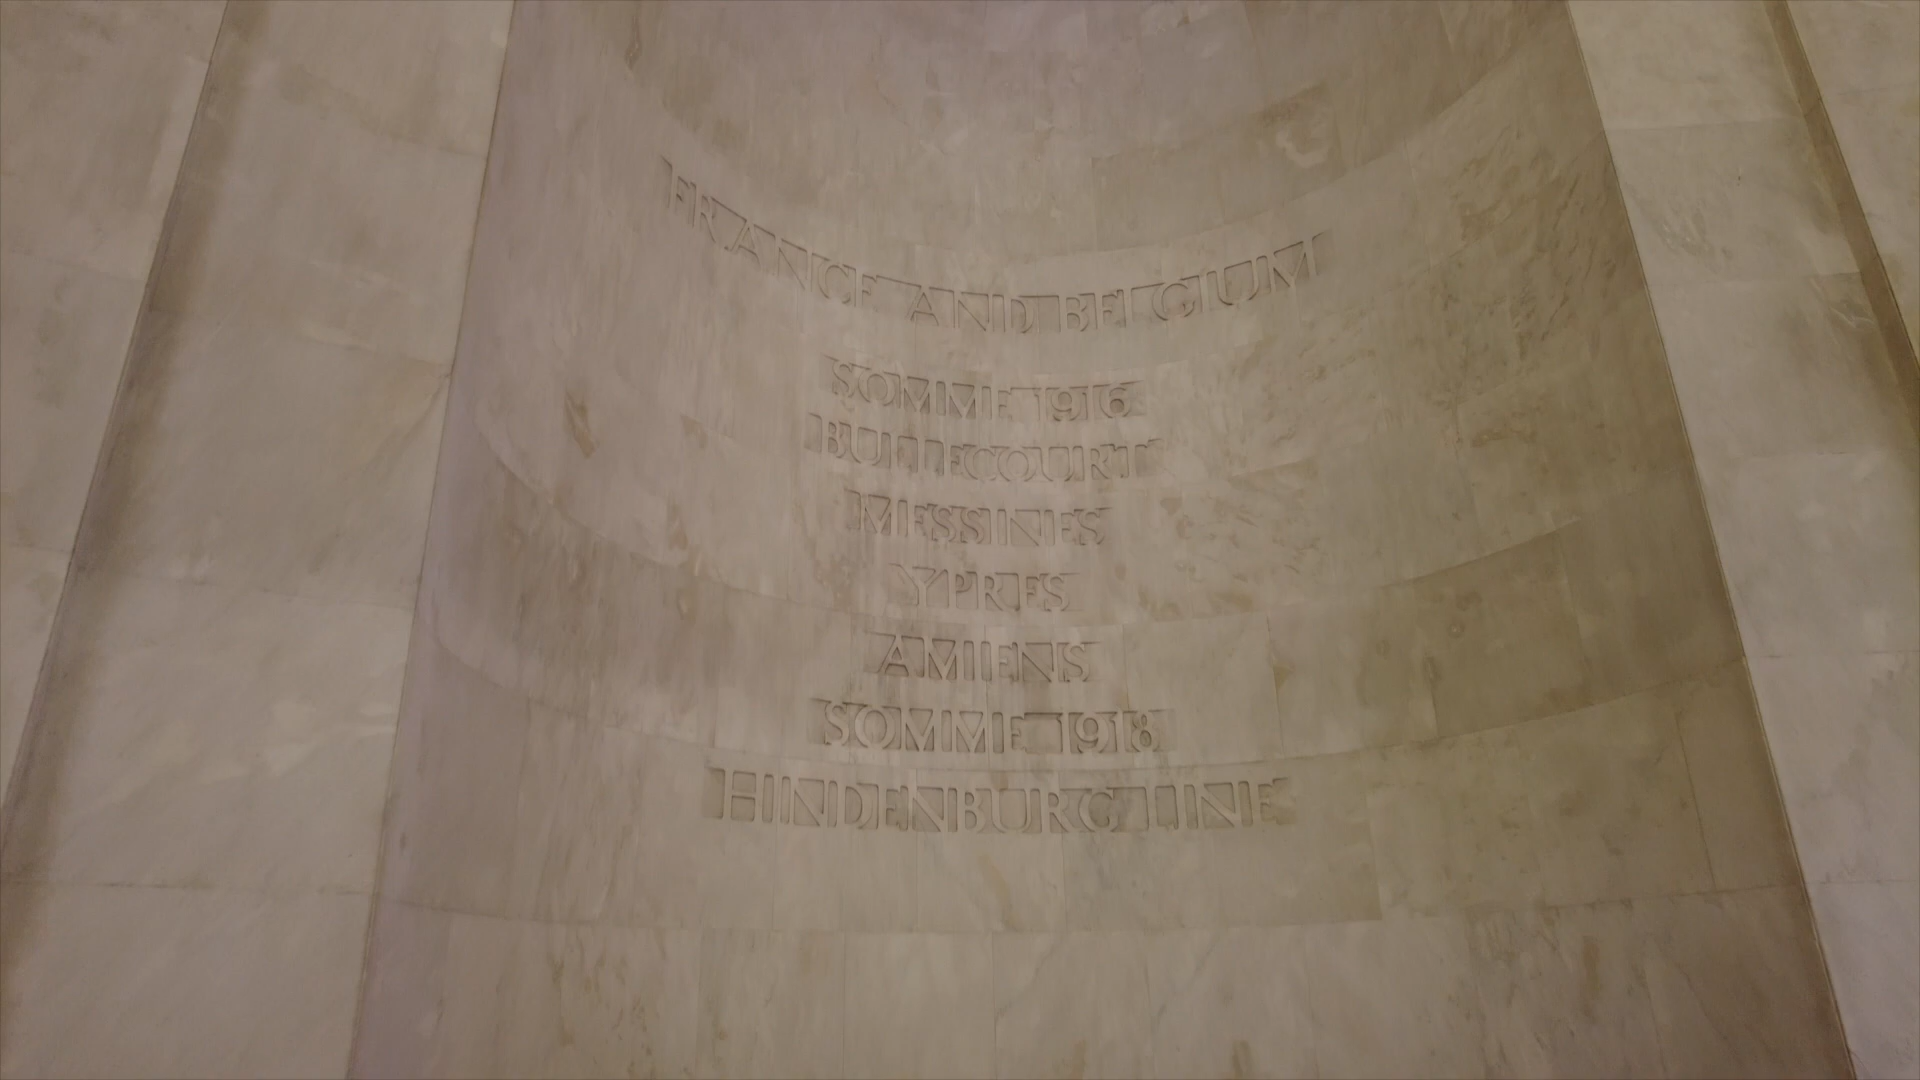 FRANCE AND BELGIUM
SOMME 1916
BULLECOURT
MESSINES
YPRES
AMIENS
SOMME 1918
HINDENBURG LINE